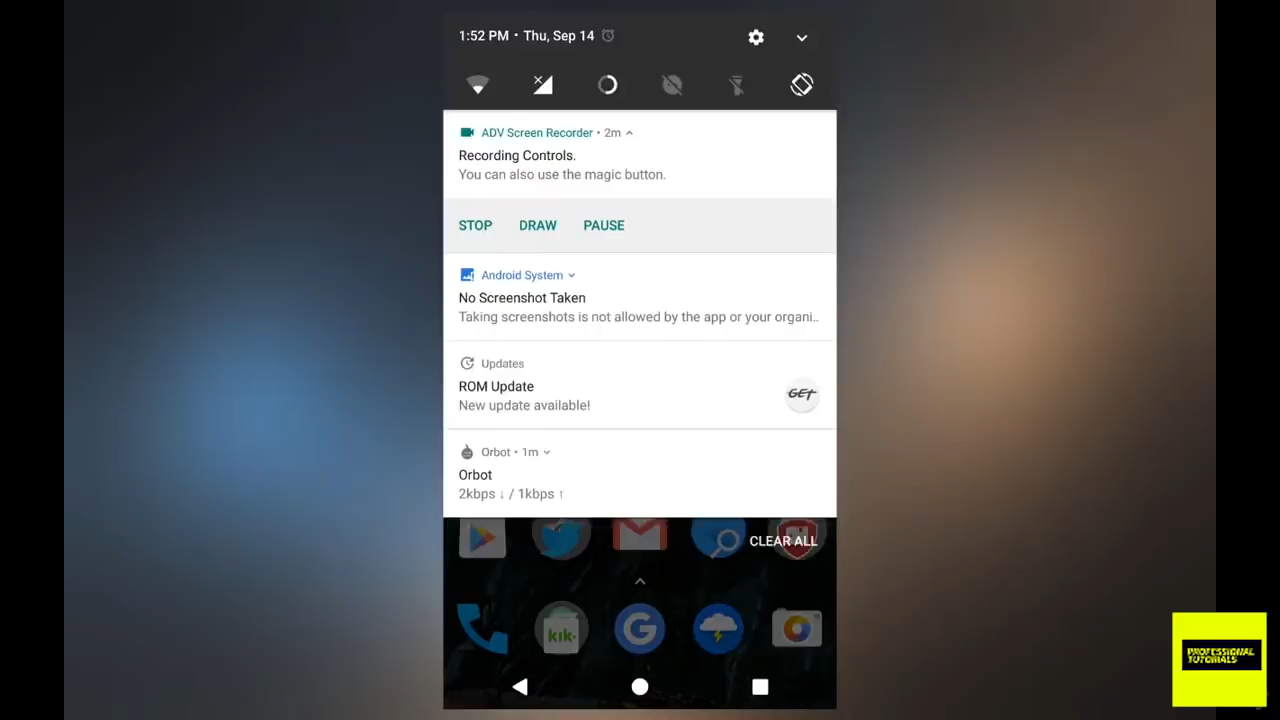 1:52 PM • Thu, Sep 14
ADV Screen Recorder • 2m
Recording Controls.
You can also use the magic button.
STOP DRAW PAUSE
Android System
No Screenshot Taken
Taking screenshots is not allowed by the app or your organi..
Updates
ROM Update
New update available!
GET
Orbot • 1m
Orbot
2kbps ↓ / 1kbps ↑
CLEAR ALL
kik
G
PROFESSIONAL
TUTORIALS